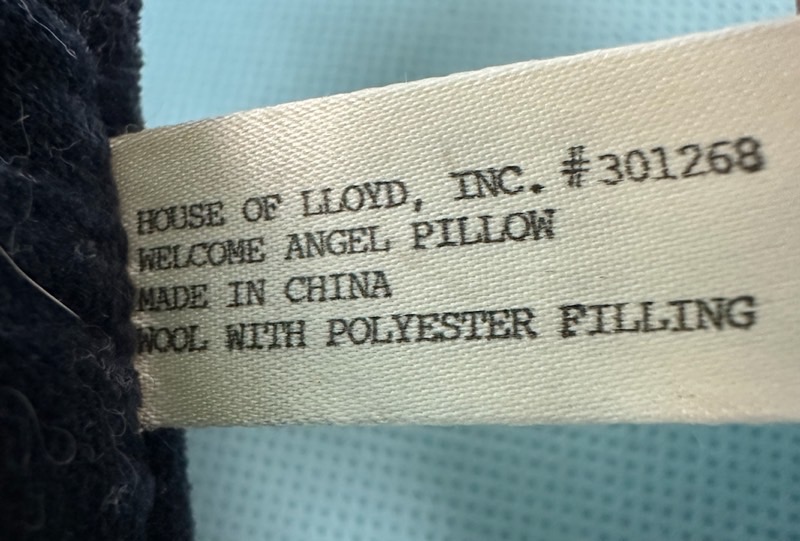 HOUSE OF LLOYD, INC. #301268
WELCOME ANGEL PILLOW
MADE IN CHINA
WOOL WITH POLYESTER FILLING